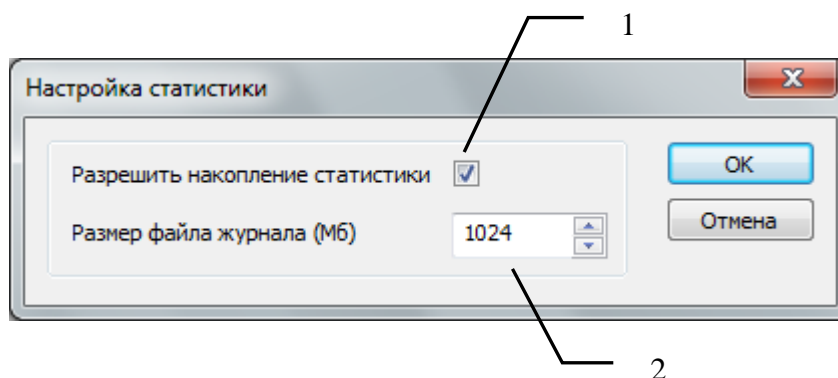 1
Настройка статистики
Разрешить накопление статистики
OK
Размер файла журнала (Мб) 1024
Отмена
2